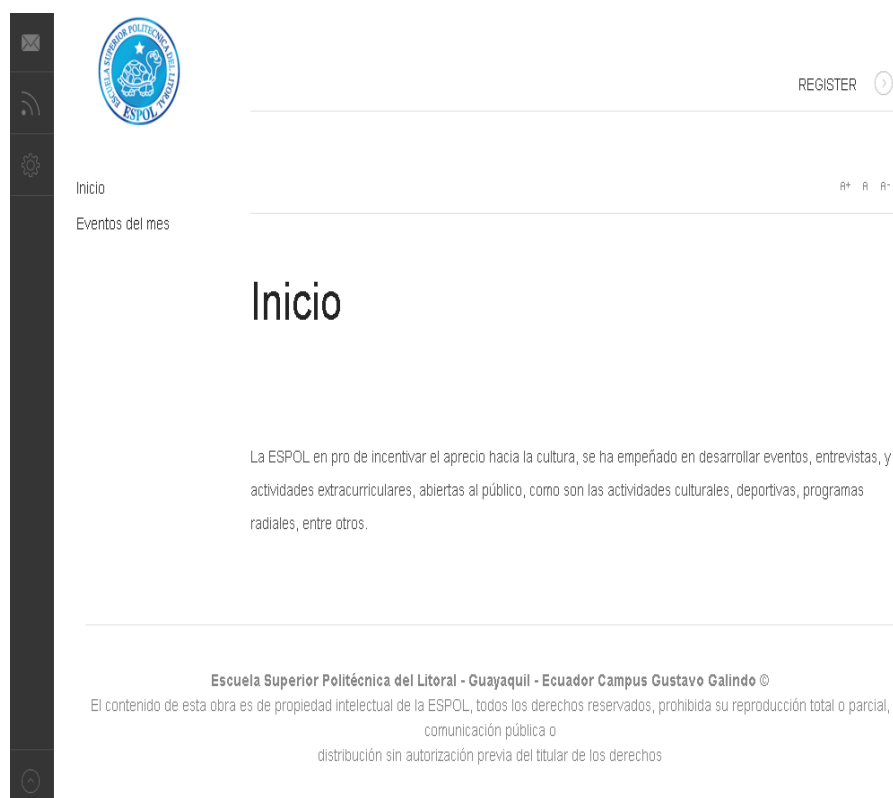 ESCUELA SUPERIOR POLITECNICA DEL LITORAL
ESPOL
REGISTER
Inicio
A+ A A-
Eventos del mes
Inicio
La ESPOL en pro de incentivar el aprecio hacia la cultura, se ha empeñado en desarrollar eventos, entrevistas, y
actividades extracurriculares, abiertas al público, como son las actividades culturales, deportivas, programas
radiales, entre otros.
Escuela Superior Politécnica del Litoral - Guayaquil - Ecuador Campus Gustavo Galindo ©
El contenido de esta obra es de propiedad intelectual de la ESPOL, todos los derechos reservados, prohibida su reproducción total o parcial,
comunicación pública o
distribución sin autorización previa del titular de los derechos